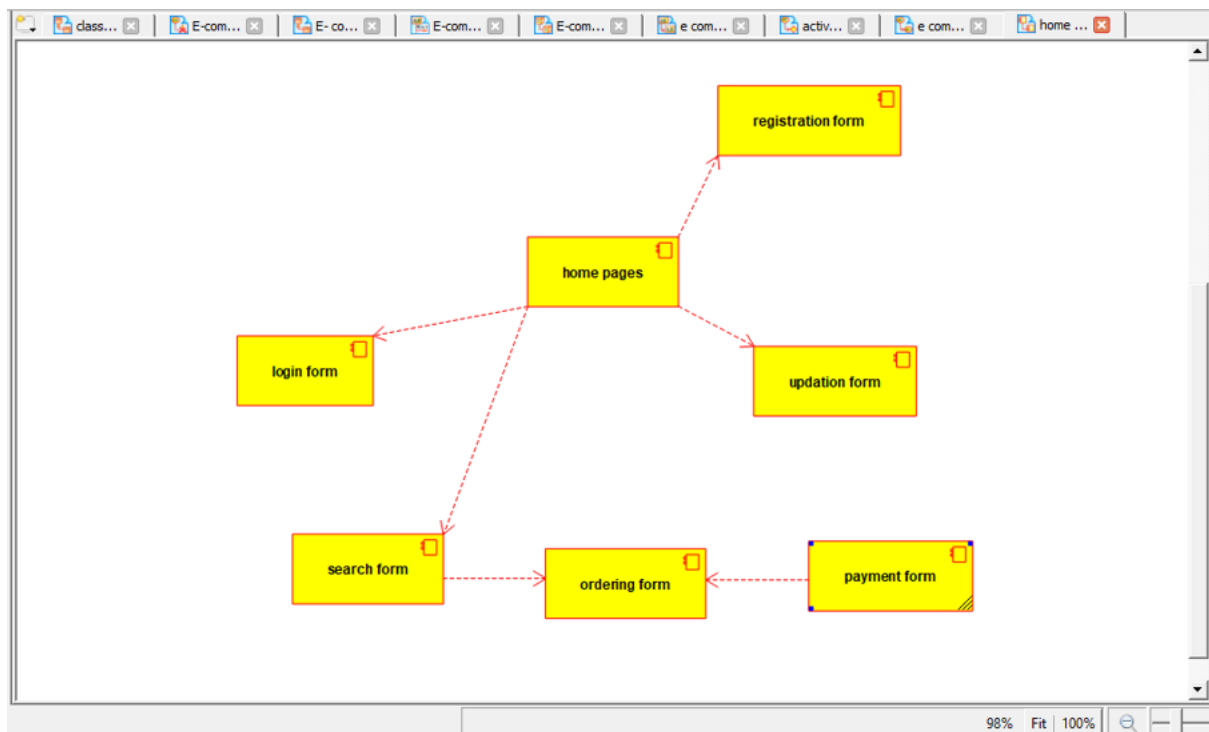 class...
E-com...
E- co...
E-com...
E-com...
e com...
activ...
e com...
home ...
registration form
home pages
login form
updation form
search form
ordering form
payment form
98% Fit 100%